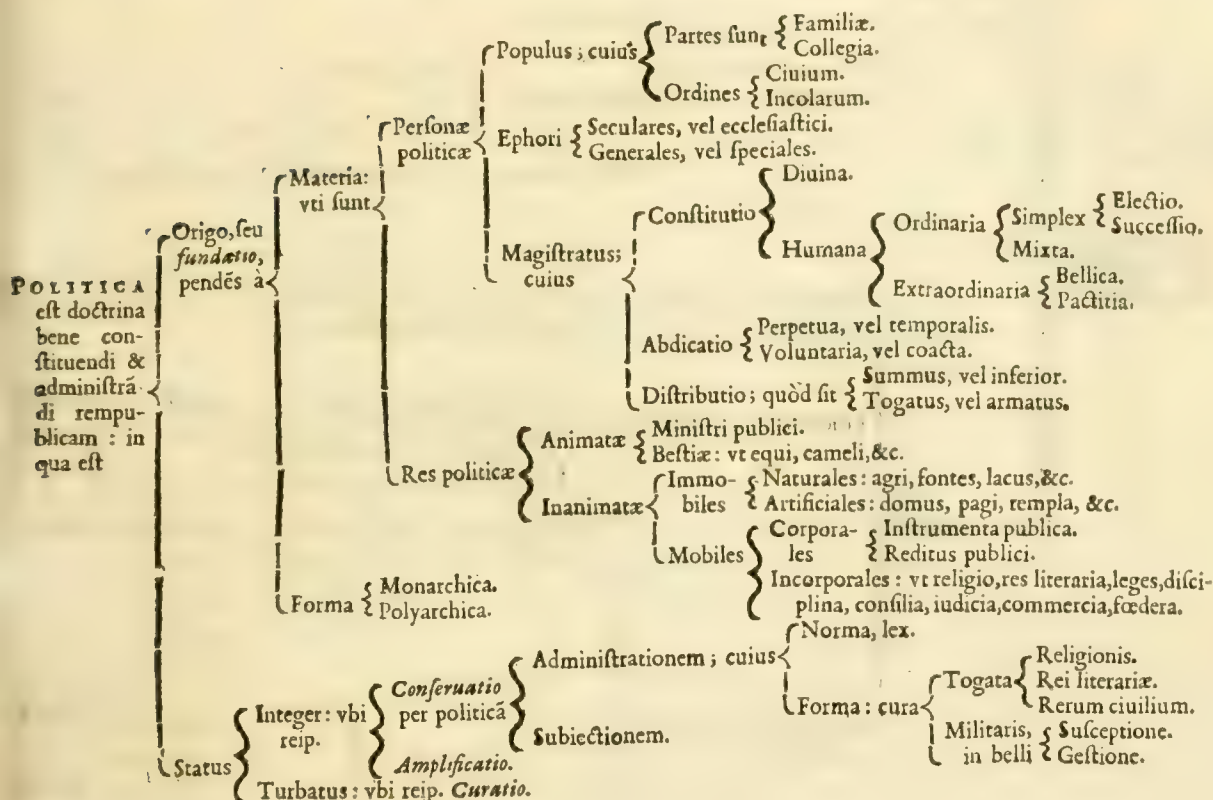 POLITICA
eſt doctrina
bene con-
ſtituendi &
adminiſtrã-
di rempu-
blicam : in
qua eſt
Origo, ſeu
fundatio,
pendẽs à
Materia:
vti ſunt
Perſonæ
politicæ
Populus ; cuius
Partes ſunt
Familiæ.
Collegia.
Ordines
Ciuium.
Incolarum.
Ephori
Seculares, vel eccleſiaſtici.
Generales, vel ſpeciales.
Magiſtratus;
cuius
Conſtitutio
Diuina.
Humana
Ordinaria
Simplex
Electio.
Succeſſio.
Mixta.
Extraordinaria
Bellica.
Pactitia.
Abdicatio
Perpetua, vel temporalis.
Voluntaria, vel coacta.
Diſtributio ; quòd ſit
Summus, vel inferior.
Togatus, vel armatus.
Res politicæ
Animatæ
Miniſtri publici.
Beſtiæ : vt equi, cameli, &c.
Inanimatæ
Immo-
biles
Naturales : agri, fontes, lacus, &c.
Artificiales : domus, pagi, templa, &c.
Mobiles
Corpora-
les
Inſtrumenta publica.
Reditus publici.
Incorporales : vt religio, res literaria, leges, diſci-
plina, conſilia, iudicia, commercia, fœdera.
Forma
Monarchica.
Polyarchica.
Status
Integer : vbi
reip.
Conſeruatio
per politicã
Adminiſtrationem ; cuius
Norma, lex.
Forma : cura
Togata
Religionis.
Rei literariæ.
Rerum ciuilium.
Militaris,
in belli
Suſceptione.
Geſtione.
Subiectionem.
Amplificatio.
Turbatus : vbi reip. Curatio.